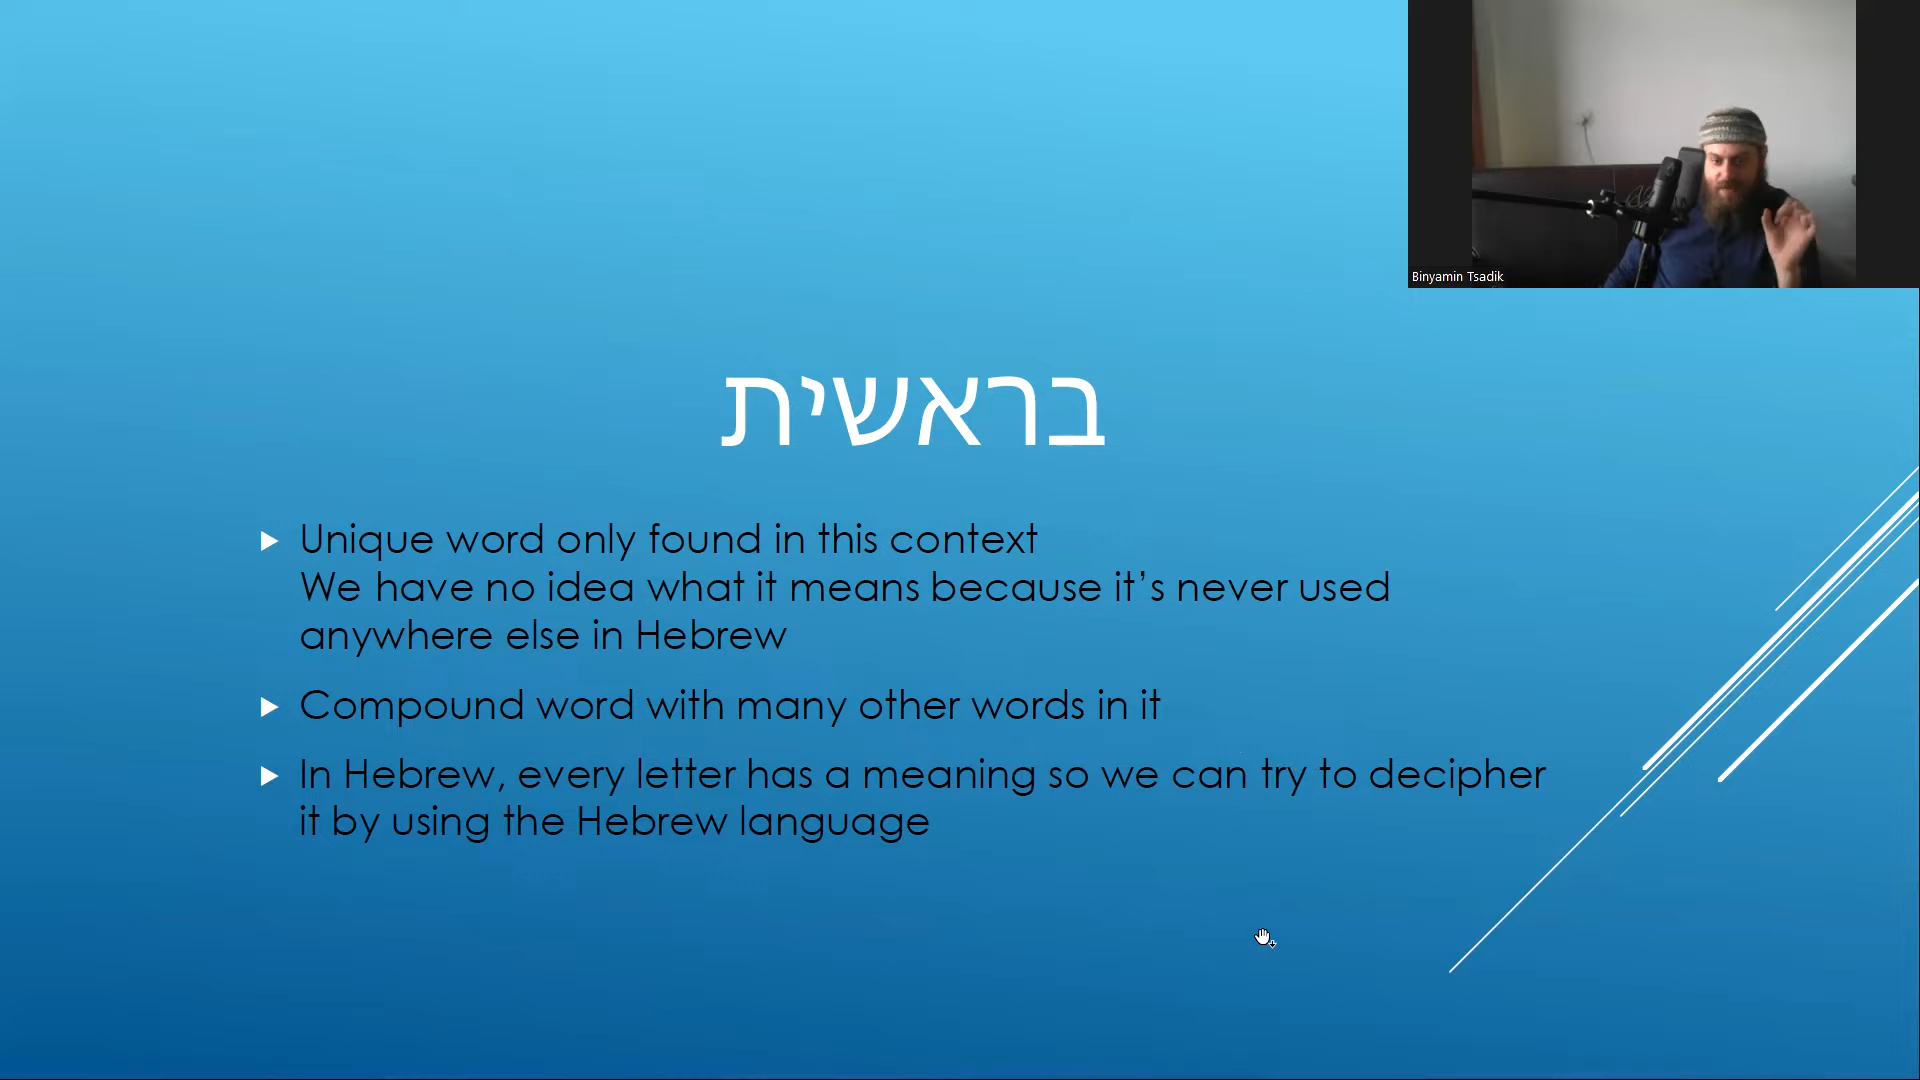 Binyamin Tsadik
בראשית
Unique word only found in this context
We have no idea what it means because it's never used
anywhere else in Hebrew
Compound word with many other words in it
In Hebrew, every letter has a meaning so we can try to decipher
it by using the Hebrew language